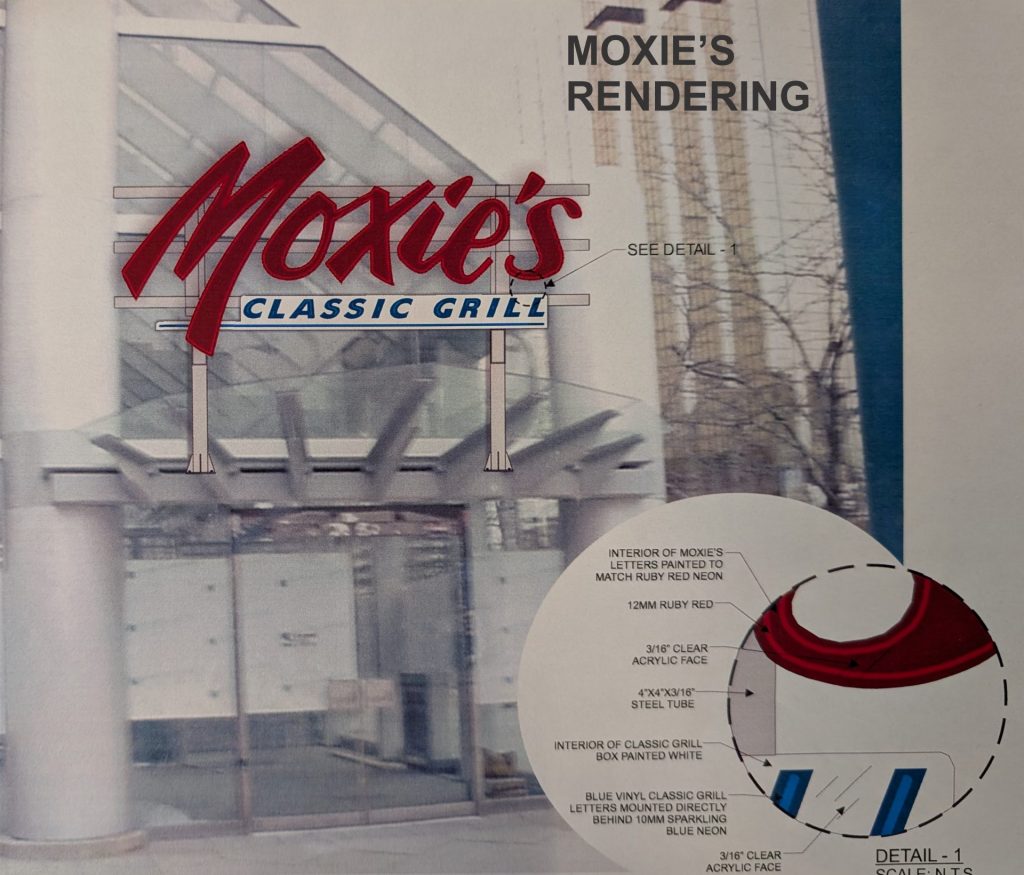 MOXIE'S
RENDERING
Moxie's
CLASSIC GRILL
SEE DETAIL - 1
INTERIOR OF MOXIE'S
LETTERS PAINTED TO
MATCH RUBY RED NEON
12MM RUBY RED
3/16" CLEAR
ACRYLIC FACE
4"X4"X3/16"
STEEL TUBE
INTERIOR OF CLASSIC GRILL
BOX PAINTED WHITE
BLUE VINYL CLASSIC GRILL
LETTERS MOUNTED DIRECTLY
BEHIND 10MM SPARKLING
BLUE NEON
3/16" CLEAR
ACRYLIC FACE
DETAIL - 1
SCALE: N.T.S.